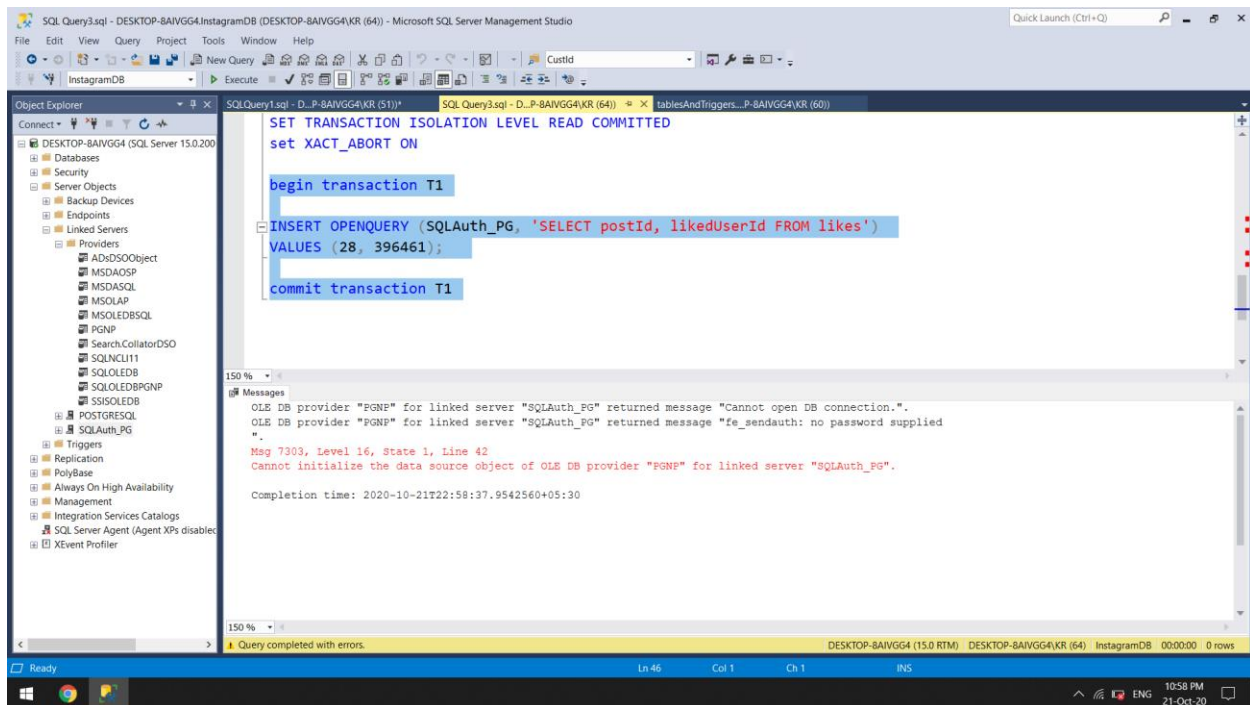 SQL Query3.sql - DESKTOP-8AIVGG4.InstagramDB (DESKTOP-8AIVGG4\KR (64)) - Microsoft SQL Server Management Studio
Quick Launch (Ctrl+Q)
File Edit View Query Project Tools Window Help
New Query
CustId
InstagramDB
Execute
Object Explorer
SQLQuery1.sql - D...P-8AIVGG4\KR (51))*
SQL Query3.sql - D...P-8AIVGG4\KR (64))
tablesAndTriggers....P-8AIVGG4\KR (60))
Connect
DESKTOP-8AIVGG4 (SQL Server 15.0.200
Databases
Security
Server Objects
Backup Devices
Endpoints
Linked Servers
Providers
ADsDSOObject
MSDAOSP
MSDASQL
MSOLAP
MSOLEDBSQL
PGNP
Search.CollatorDSO
SQLNCLI11
SQLOLEDB
SQLOLEDBPGNP
SSISOLEDB
POSTGRESQL
SQLAuth_PG
Triggers
Replication
PolyBase
Always On High Availability
Management
Integration Services Catalogs
SQL Server Agent (Agent XPs disabled
XEvent Profiler
SET TRANSACTION ISOLATION LEVEL READ COMMITTED
set XACT_ABORT ON
begin transaction T1
INSERT OPENQUERY (SQLAuth_PG, 'SELECT postId, likedUserId FROM likes')
VALUES (28, 396461);
commit transaction T1
150 %
Messages
OLE DB provider "PGNP" for linked server "SQLAuth_PG" returned message "Cannot open DB connection.".
OLE DB provider "PGNP" for linked server "SQLAuth_PG" returned message "fe_sendauth: no password supplied
".
Msg 7303, Level 16, State 1, Line 42
Cannot initialize the data source object of OLE DB provider "PGNP" for linked server "SQLAuth_PG".
Completion time: 2020-10-21T22:58:37.9542560+05:30
150 %
Query completed with errors.
DESKTOP-8AIVGG4 (15.0 RTM)
DESKTOP-8AIVGG4\KR (64)
InstagramDB
00:00:00
0 rows
Ready
Ln 46
Col 1
Ch 1
INS
ENG
10:58 PM
21-Oct-20